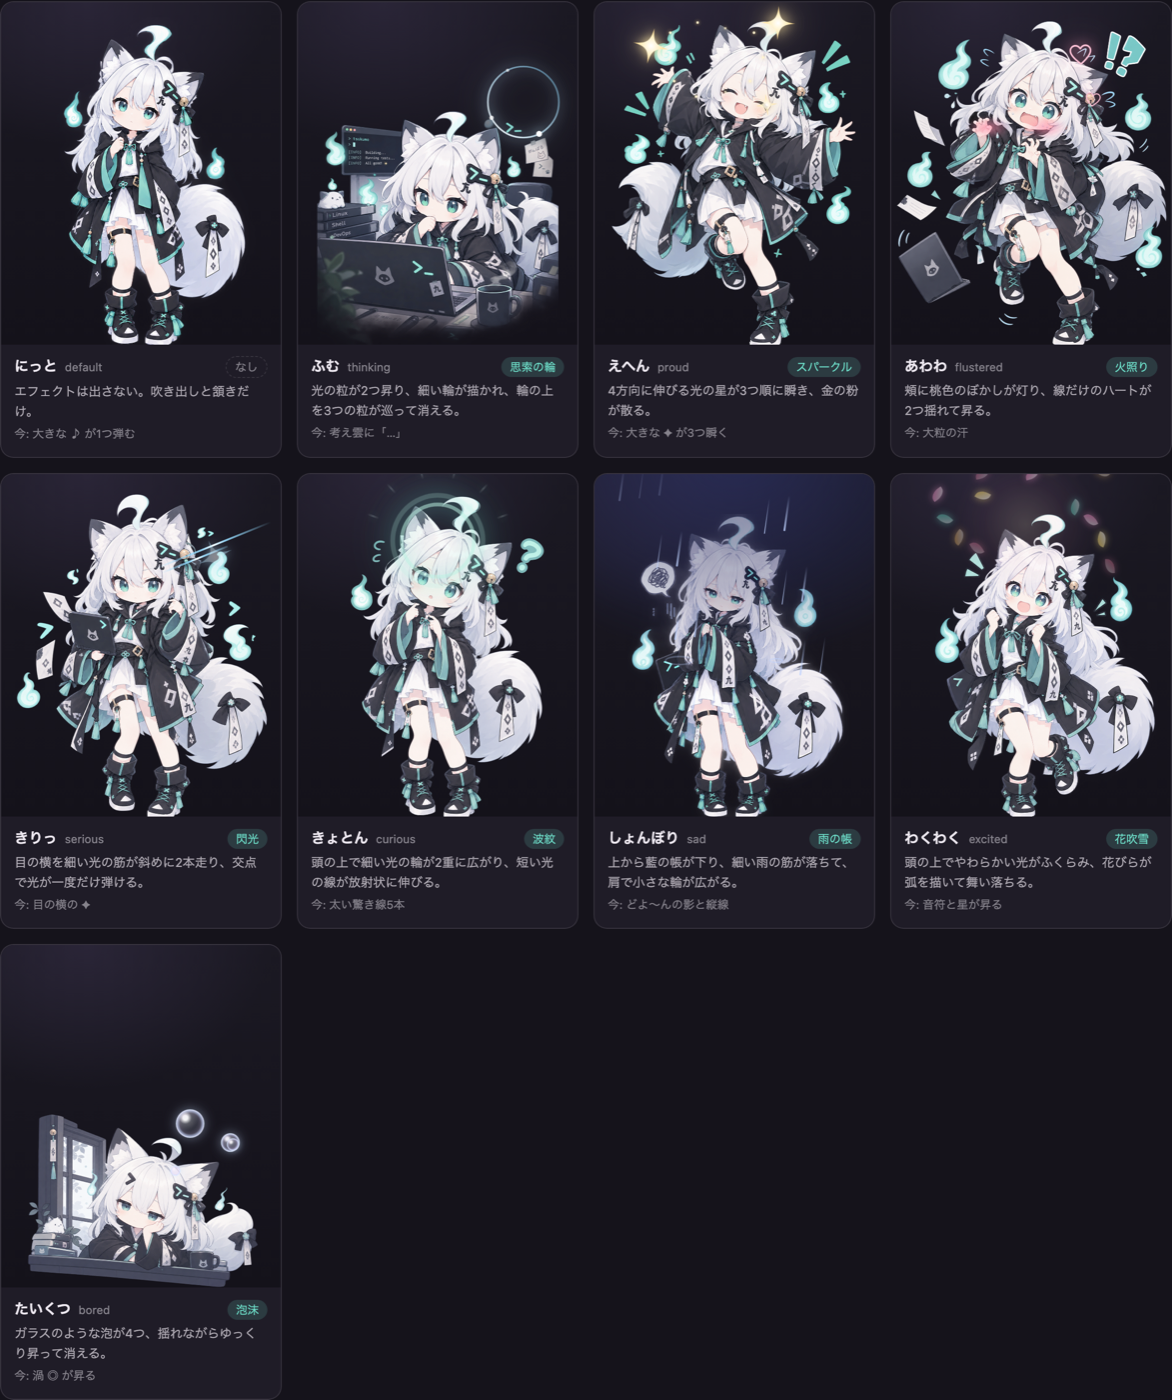 !?
にっと default なし
エフェクトは出さない。吹き出しと頷きだ
け。
今: 大きな ♪ が1つ弾む
Linux
Shell
DevOps
ふむ thinking 思索の輪
光の粒が2つ昇り、細い輪が描かれ、輪の上
を3つの粒が巡って消える。
今: 考え雲に「...」
えへん proud スパークル
4方向に伸びる光の星が3つ順に瞬き、金の粉
が散る。
今: 大きな ✦ が3つ瞬く
あわわ flustered 火照り
頬に桃色のぼかしが灯り、線だけのハートが
2つ揺れて昇る。
今: 大粒の汗
きりっ serious 閃光
目の横を細い光の筋が斜めに2本走り、交点
で光が一度だけ弾ける。
今: 目の横の ✦
?
きょとん curious 波紋
頭の上で細い光の輪が2重に広がり、短い光
の線が放射状に伸びる。
今: 太い驚き線5本
しょんぼり sad 雨の帳
上から藍の帳が下り、細い雨の筋が落ちて、
肩で小さな輪が広がる。
今: どよ〜んの影と縦線
わくわく excited 花吹雪
頭の上でやわらかい光がふくらみ、花びらが
弧を描いて舞い落ちる。
今: 音符と星が昇る
たいくつ bored 泡沫
ガラスのような泡が4つ、揺れながらゆっく
り昇って消える。
今: 渦 ◎ が昇る